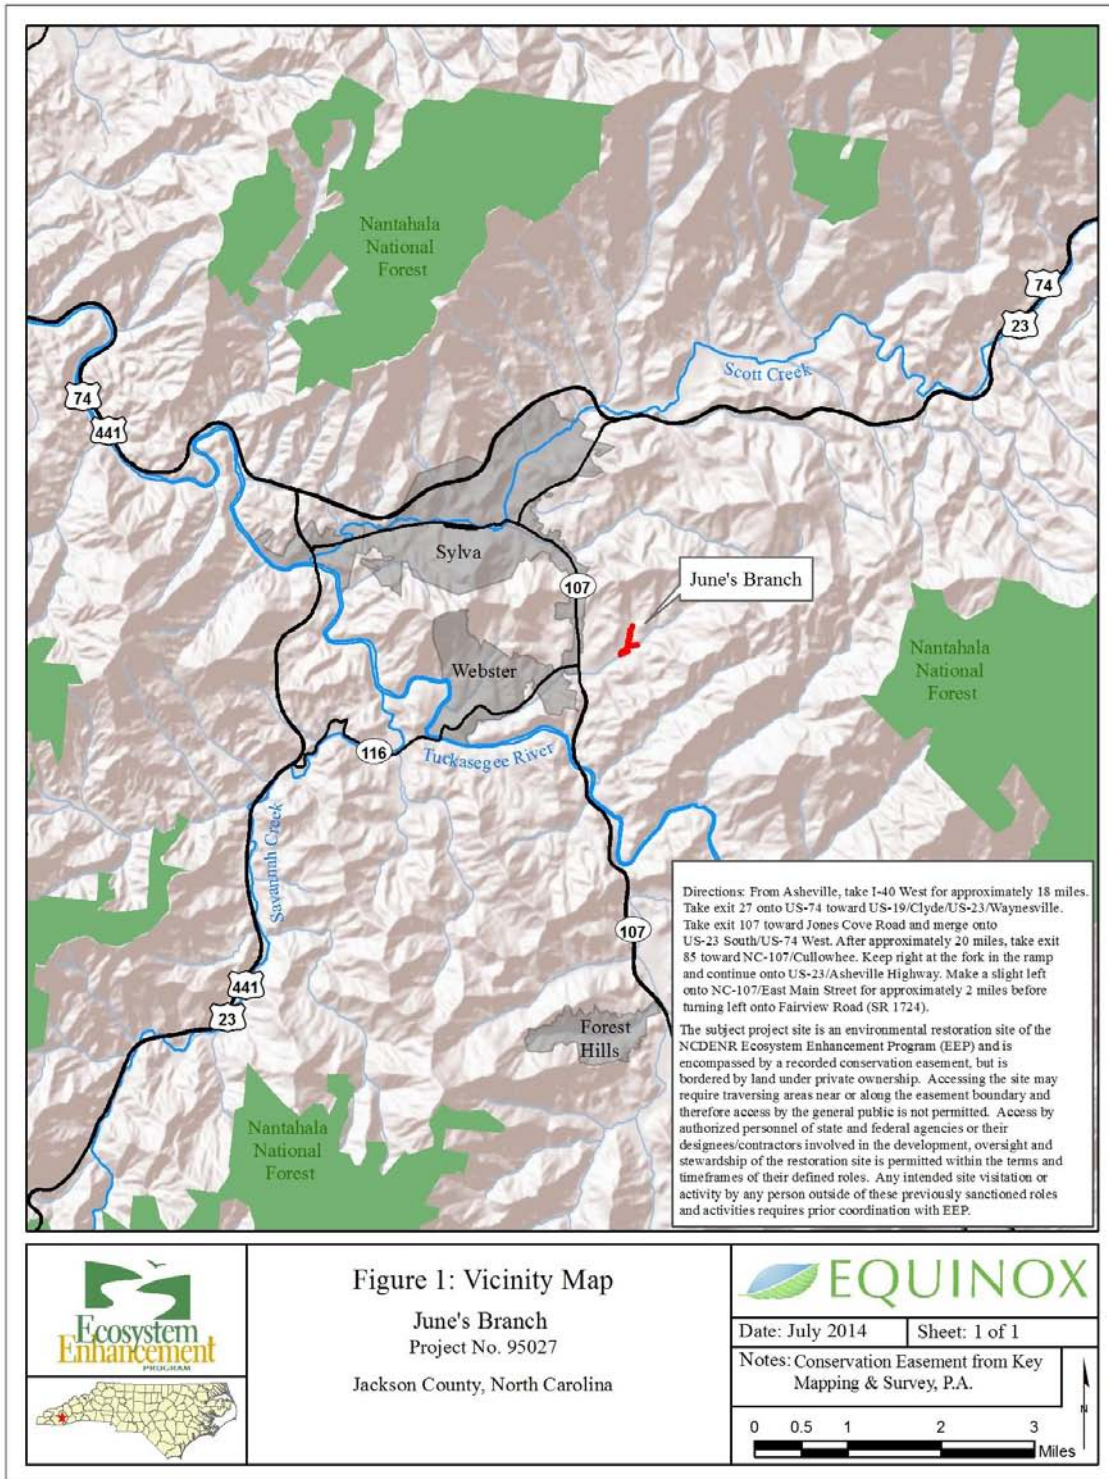 Nantahala
National
Forest
74
23
Scott Creek
74
441
Sylva
107
June's Branch
Nantahala
National
Forest
Webster
116
Tuckasegee River
Savannah Creek
107
441
23
Forest
Hills
Nantahala
National
Forest
Directions: From Asheville, take I-40 West for approximately 18 miles.
Take exit 27 onto US-74 toward US-19/Clyde/US-23/Waynesville.
Take exit 107 toward Jones Cove Road and merge onto
US-23 South/US-74 West. After approximately 20 miles, take exit
85 toward NC-107/Cullowhee. Keep right at the fork in the ramp
and continue onto US-23/Asheville Highway. Make a slight left
onto NC-107/East Main Street for approximately 2 miles before
turning left onto Fairview Road (SR 1724).
The subject project site is an environmental restoration site of the
NCDENR Ecosystem Enhancement Program (EEP) and is
encompassed by a recorded conservation easement, but is
bordered by land under private ownership. Accessing the site may
require traversing areas near or along the easement boundary and
therefore access by the general public is not permitted. Access by
authorized personnel of state and federal agencies or their
designees/contractors involved in the development, oversight and
stewardship of the restoration site is permitted within the terms and
timeframes of their defined roles. Any intended site visitation or
activity by any person outside of these previously sanctioned roles
and activities requires prior coordination with EEP.
Ecosystem
Enhancement
PROGRAM
Figure 1: Vicinity Map
June's Branch
Project No. 95027
Jackson County, North Carolina
EQUINOX
Date: July 2014
Sheet: 1 of 1
Notes: Conservation Easement from Key
Mapping & Survey, P.A.
N
0 0.5 1 2 3
Miles